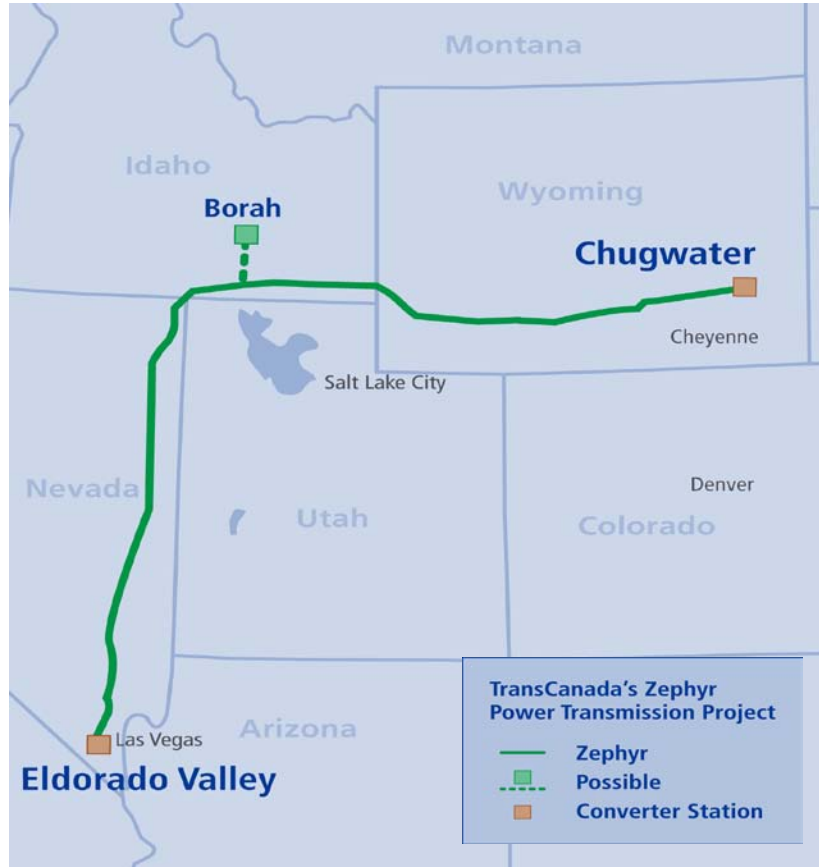 Montana
Idaho
Wyoming
Borah
Chugwater
Cheyenne
Salt Lake City
Nevada
Denver
Utah
Colorado
Arizona
Las Vegas
Eldorado Valley
TransCanada's Zephyr
Power Transmission Project
Zephyr
Possible
Converter Station